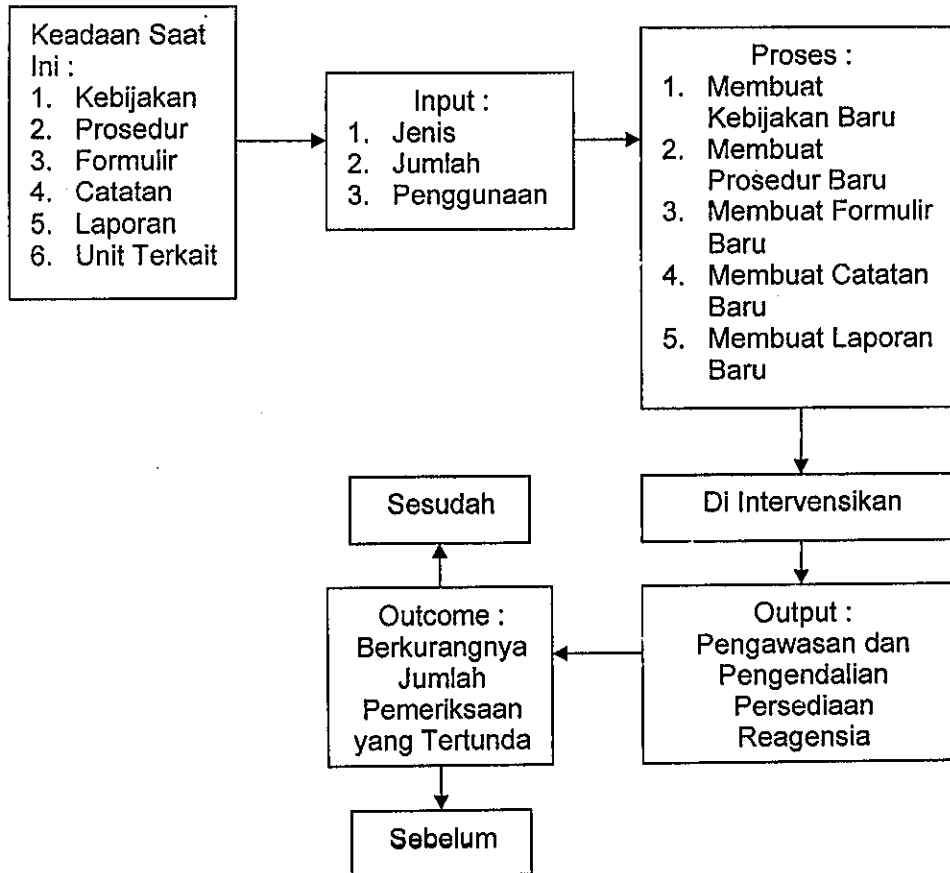 Keadaan Saat
Ini :
1. Kebijakan
2. Prosedur
3. Formulir
4. Catatan
5. Laporan
6. Unit Terkait
Input :
1. Jenis
2. Jumlah
3. Penggunaan
Proses :
1. Membuat
Kebijakan Baru
2. Membuat
Prosedur Baru
3. Membuat Formulir
Baru
4. Membuat Catatan
Baru
5. Membuat Laporan
Baru
Di Intervensikan
Output :
Pengawasan dan
Pengendalian
Persediaan
Reagensia
Outcome :
Berkurangnya
Jumlah
Pemeriksaan
yang Tertunda
Sesudah
Sebelum